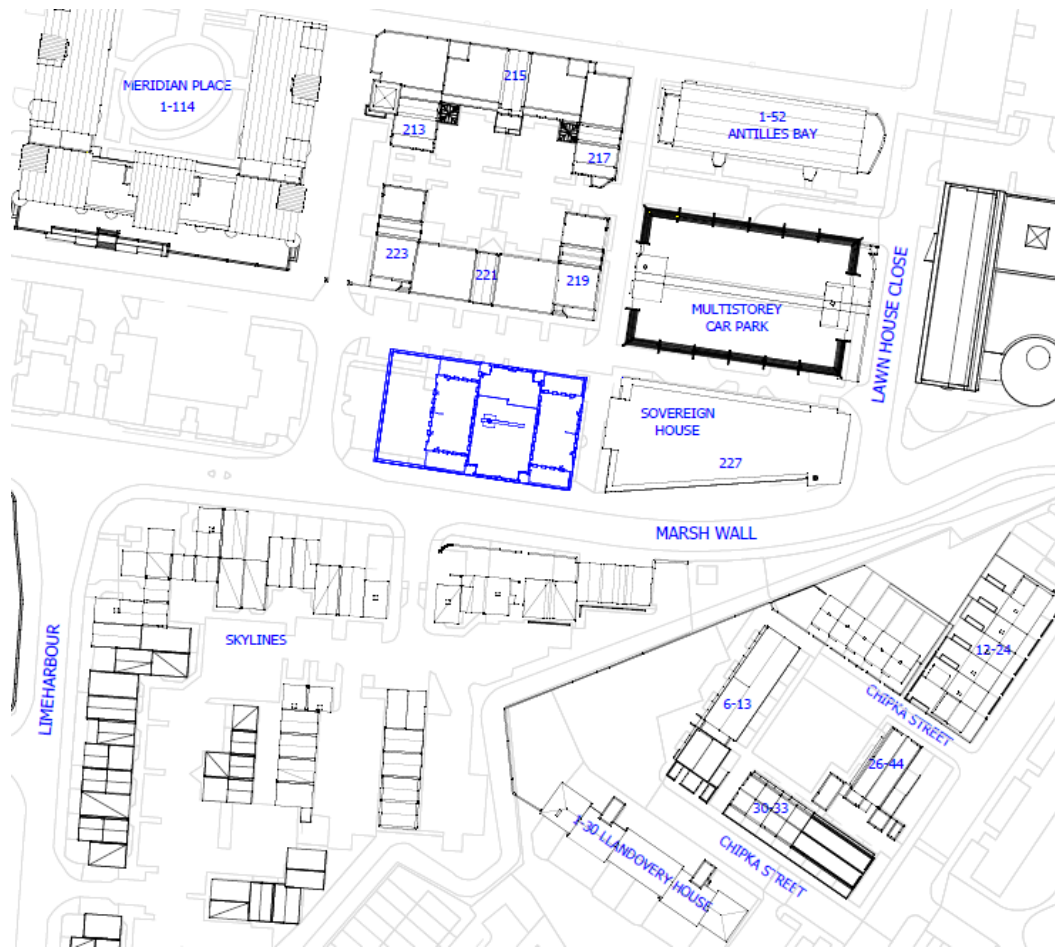 MERIDIAN PLACE
1-114
215
213
217
1-52
ANTILLES BAY
223
221
219
MULTISTOREY
CAR PARK
LAWN HOUSE CLOSE
SOVEREIGN
HOUSE
227
MARSH WALL
LIMEHARBOUR
SKYLINES
12-24
6-13
CHIPKA STREET
26-44
30-33
1-30 LLANDOVERY HOUSE
CHIPKA STREET